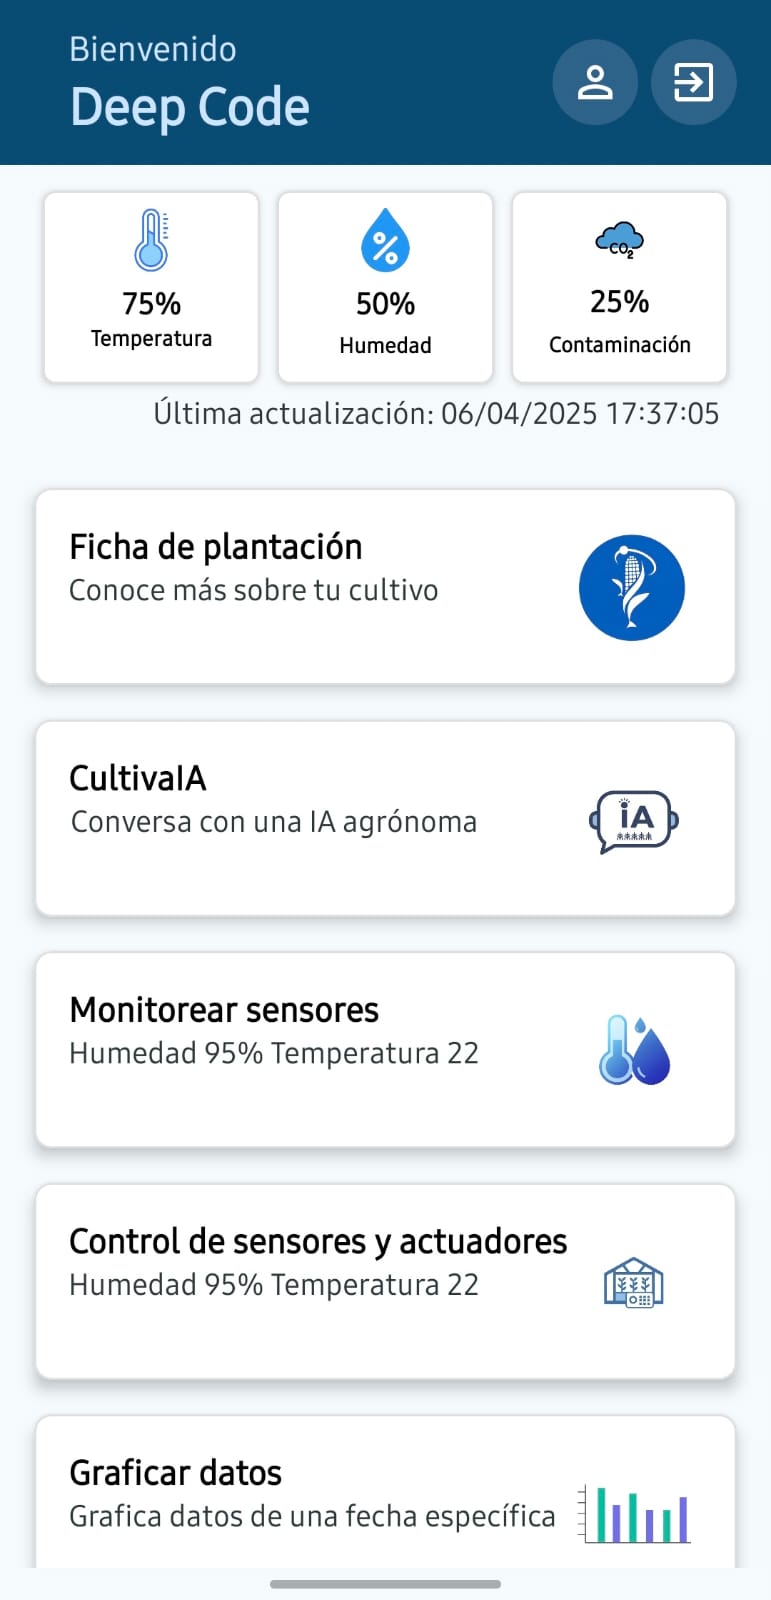 Bienvenido
Deep Code
75%
Temperatura
%
50%
Humedad
CO2
25%
Contaminación
Última actualización: 06/04/2025 17:37:05
Ficha de plantación
Conoce más sobre tu cultivo
CultivaIA
Conversa con una IA agrónoma
iA
Monitorear sensores
Humedad 95% Temperatura 22
Control de sensores y actuadores
Humedad 95% Temperatura 22
Graficar datos
Grafica datos de una fecha específica